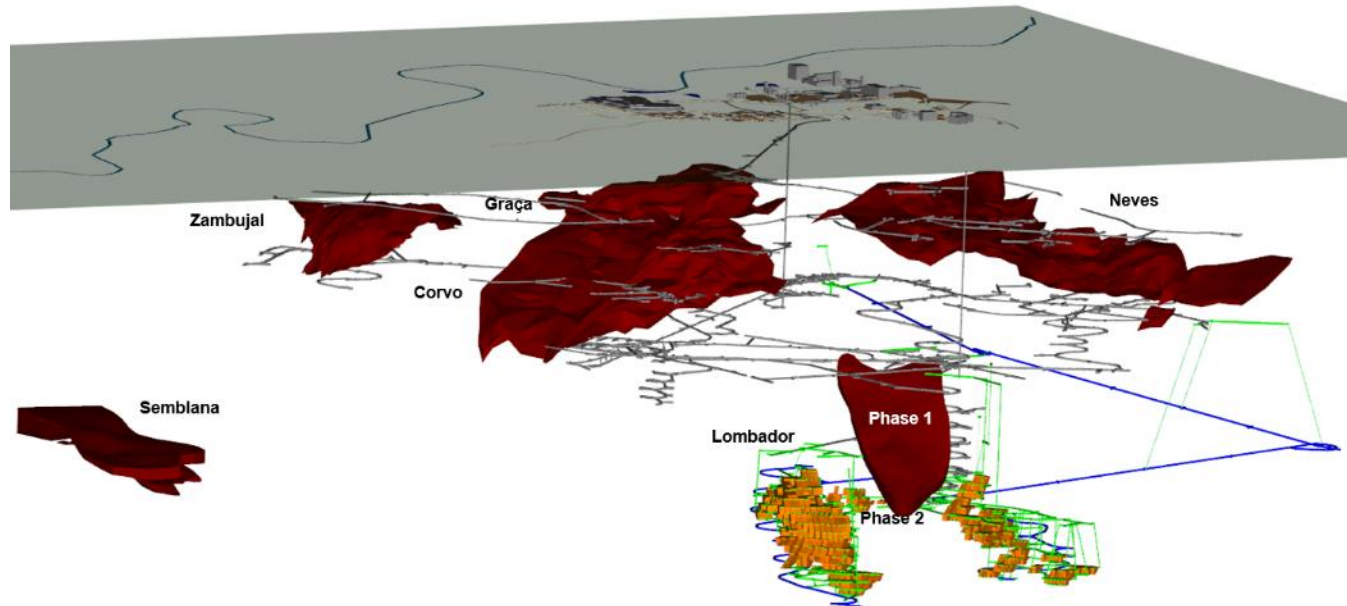 Zambujal
Graça
Neves
Corvo
Semblana
Phase 1
Lombador
Phase 2